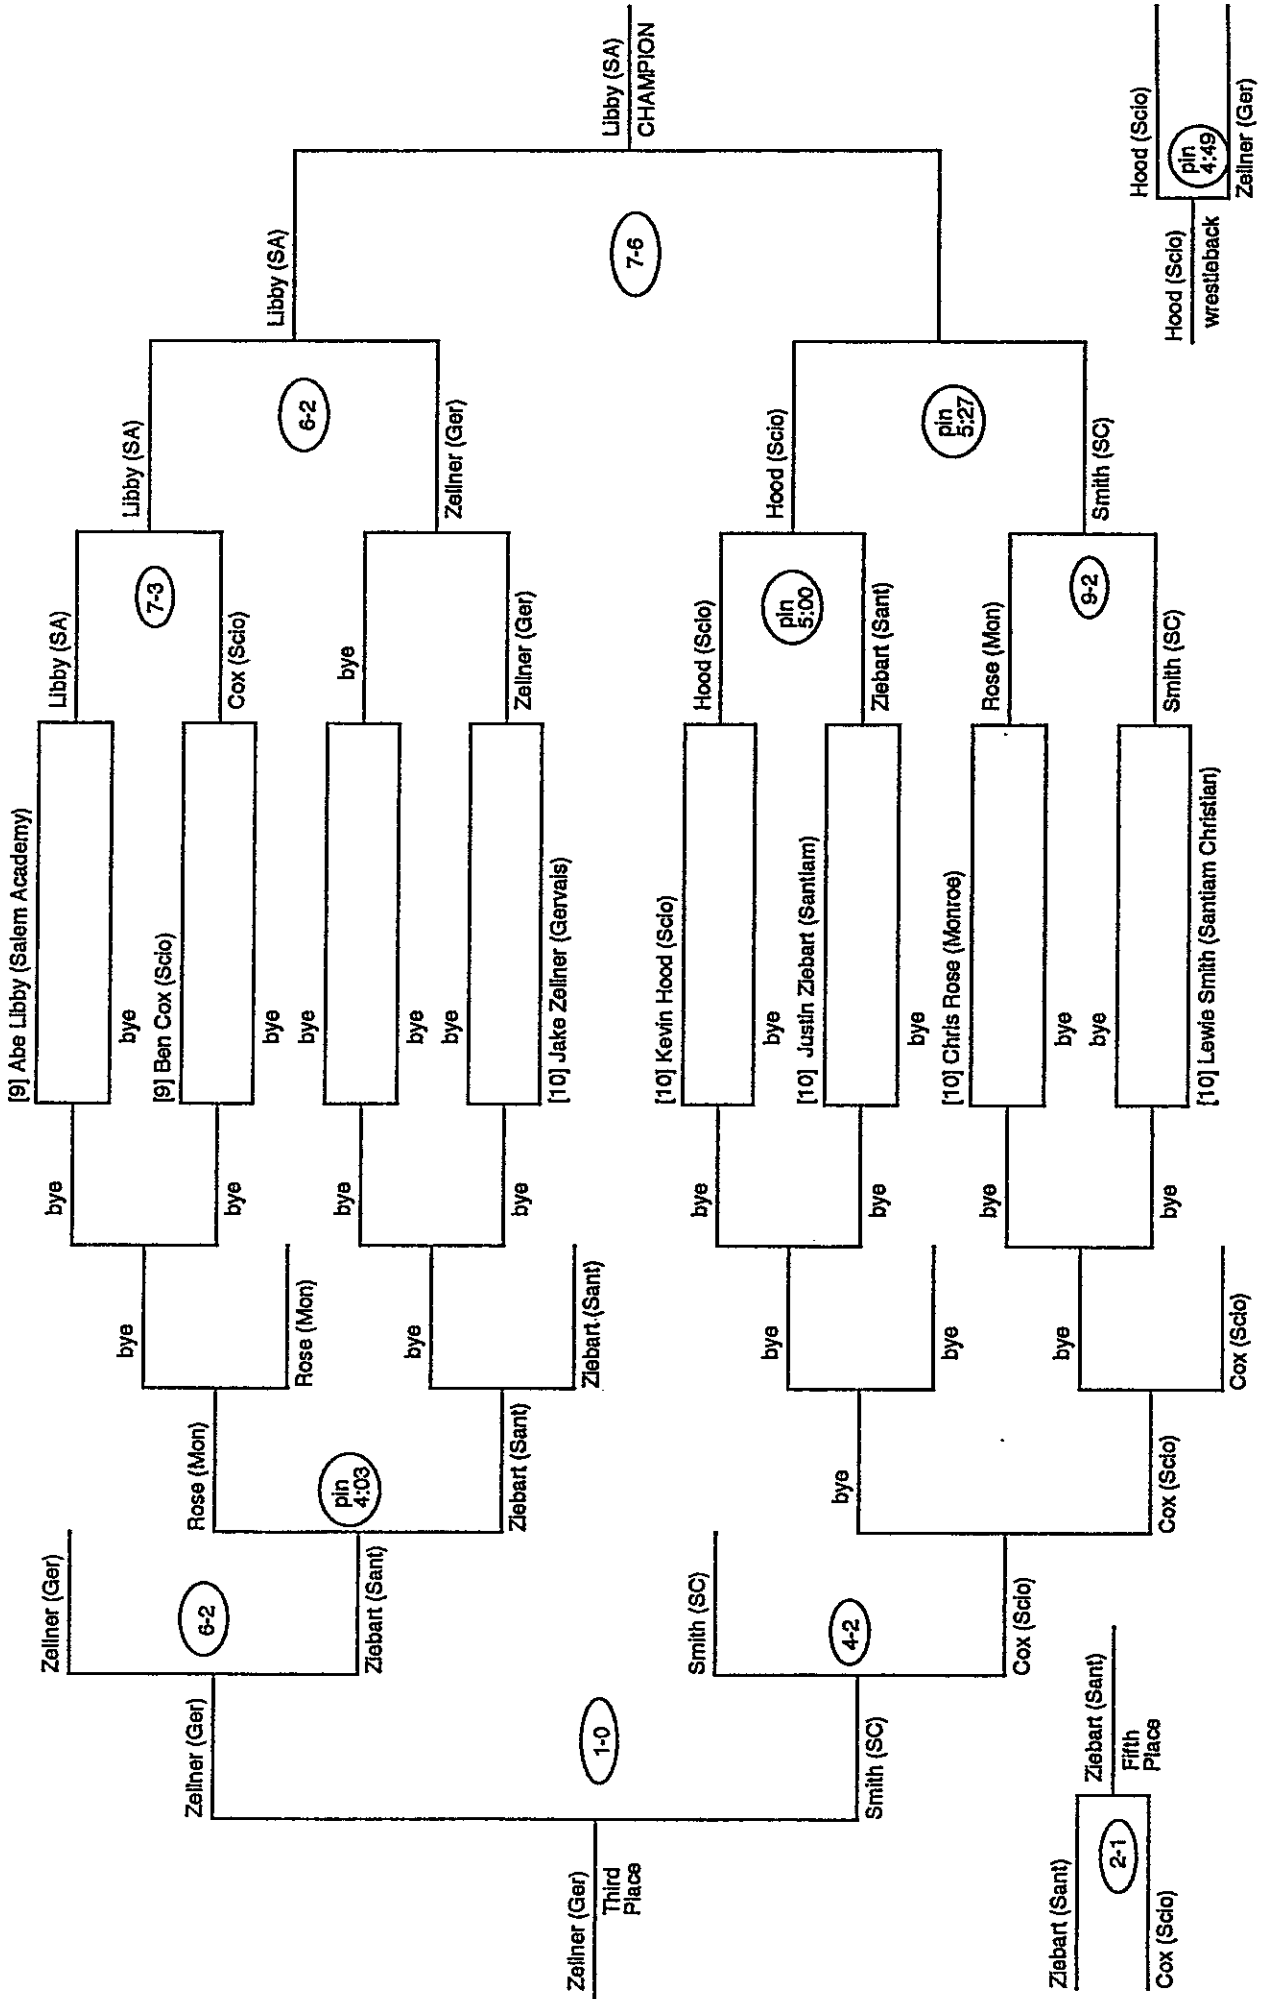 [9] Abe Libby (Salem Academy)
bye
[9] Ben Cox (Scio)
bye
bye
bye
bye
[10] Jake Zellner (Gervais)
[10] Kevin Hood (Scio)
bye
[10] Justin Ziebart (Santiam)
bye
[10] Chris Rose (Monroe)
bye
bye
[10] Lewie Smith (Santiam Christian)
Libby (SA)
7-3
Cox (Scio)
bye
Zellner (Ger)
Hood (Scio)
pin
5:00
Ziebart (Sant)
Rose (Mon)
9-2
Smith (SC)
Libby (SA)
6-2
Zellner (Ger)
Hood (Scio)
pin
5:27
Smith (SC)
Libby (SA)
7-6
Libby (SA)
CHAMPION
Hood (Scio)
pin
4:49
Zellner (Ger)
Hood (Scio)
wrestleback
bye
bye
bye
bye
bye
bye
bye
bye
bye
Rose (Mon)
bye
Ziebart (Sant)
bye
bye
bye
Cox (Scio)
Rose (Mon)
pin
4:03
Ziebart (Sant)
bye
Cox (Scio)
Zellner (Ger)
6-2
Ziebart (Sant)
Smith (SC)
4-2
Cox (Scio)
Zellner (Ger)
1-0
Smith (SC)
Zellner (Ger)
Third
Place
Ziebart (Sant)
2-1
Cox (Scio)
Ziebart (Sant)
Fifth
Place